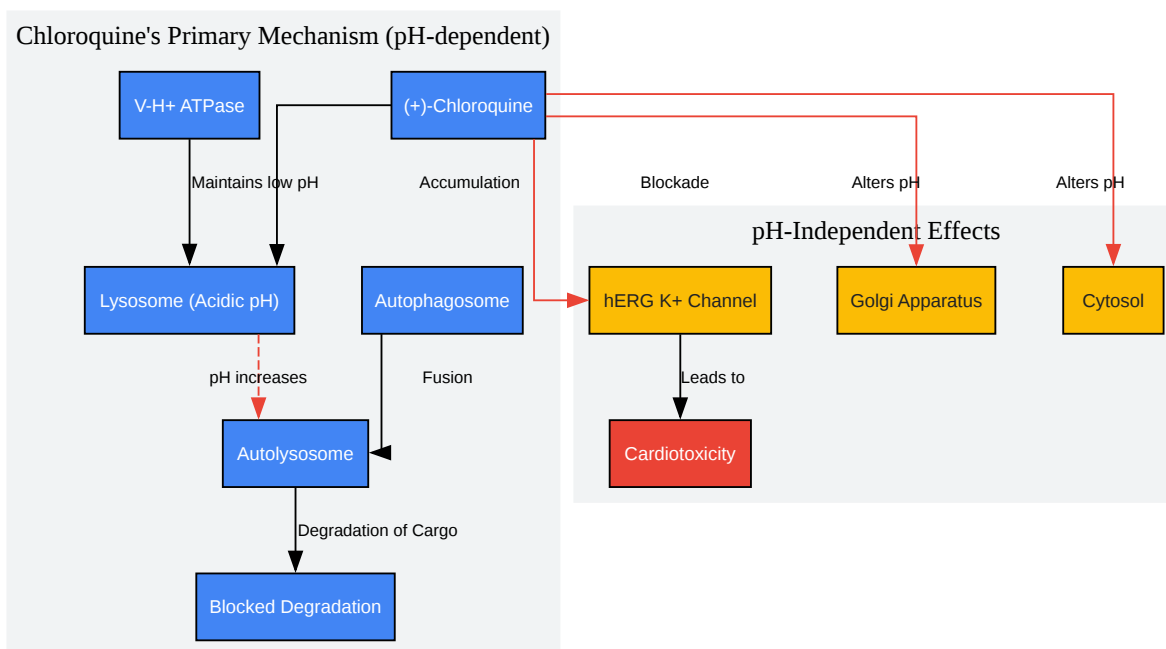 Chloroquine's Primary Mechanism (pH-dependent)
V-H+ ATPase
(+)-Chloroquine
Maintains low pH
Accumulation
Blockade
Alters pH
Alters pH
pH-Independent Effects
Lysosome (Acidic pH)
Autophagosome
hERG K+ Channel
Golgi Apparatus
Cytosol
pH increases
Fusion
Leads to
Autolysosome
Cardiotoxicity
Degradation of Cargo
Blocked Degradation